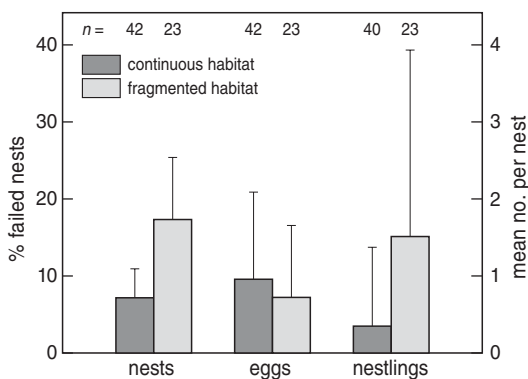 n = 42 23 42 23 40 23
continuous habitat
fragmented habitat
% failed nests
40
30
20
10
0
mean no. per nest
4
3
2
1
0
nests eggs nestlings